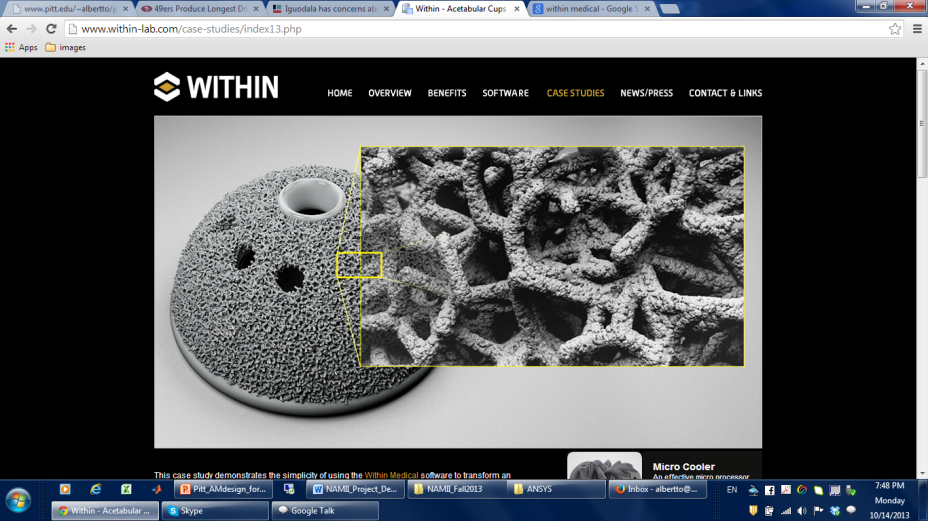 www.pitt.edu/~albertto/p
49ers Produce Longest Dri
Iguodala has concerns abo
Within - Acetabular Cups
within medical - Google S
www.within-lab.com/case-studies/index13.php
Apps
images
WITHIN
HOME
OVERVIEW
BENEFITS
SOFTWARE
CASE STUDIES
NEWS/PRESS
CONTACT & LINKS
This case study demonstrates the simplicity of using the Within Medical software to transform an
Micro Cooler
An effective micro processor
Pitt_AMdesign_for...
NAMII_Project_De...
NAMII_Fall2013
ANSYS
Inbox - albertto@...
EN
7:48 PM
Monday
10/14/2013
Within - Acetabular ...
Skype
Google Talk